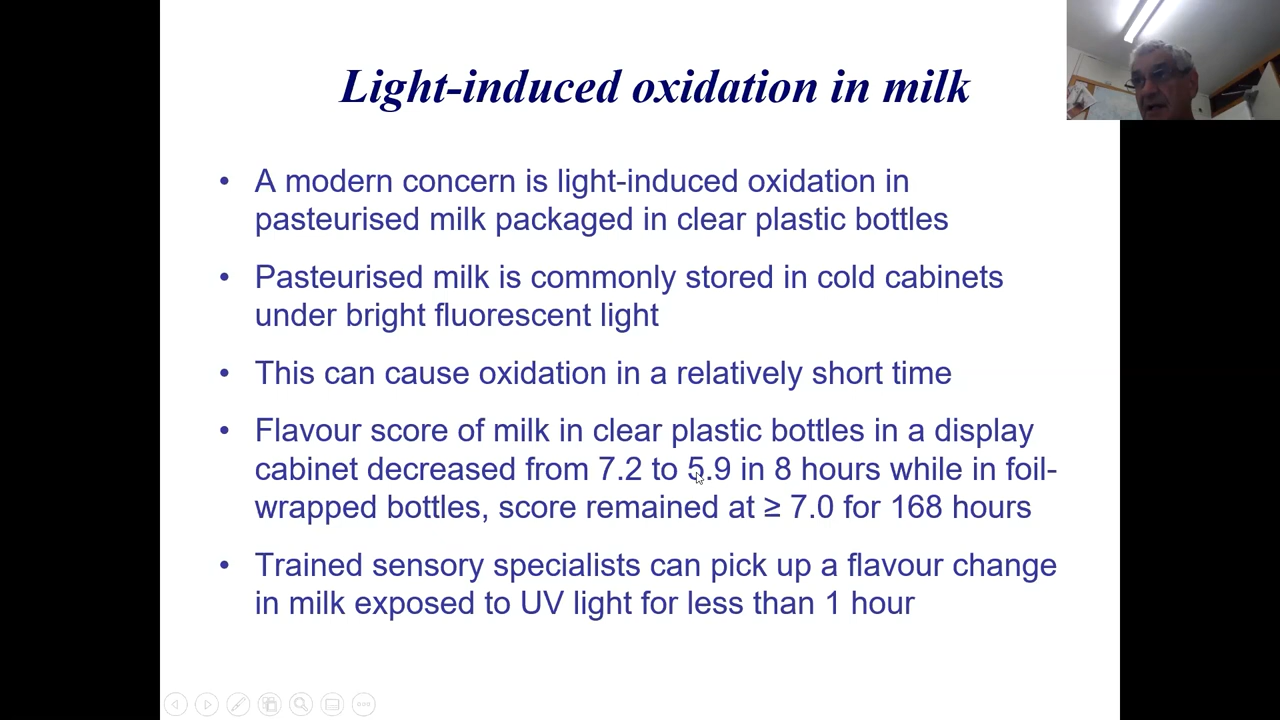 Light-induced oxidation in milk
• A modern concern is light-induced oxidation in
pasteurised milk packaged in clear plastic bottles
• Pasteurised milk is commonly stored in cold cabinets
under bright fluorescent light
• This can cause oxidation in a relatively short time
• Flavour score of milk in clear plastic bottles in a display
cabinet decreased from 7.2 to 5.9 in 8 hours while in foil-
wrapped bottles, score remained at ≥ 7.0 for 168 hours
• Trained sensory specialists can pick up a flavour change
in milk exposed to UV light for less than 1 hour